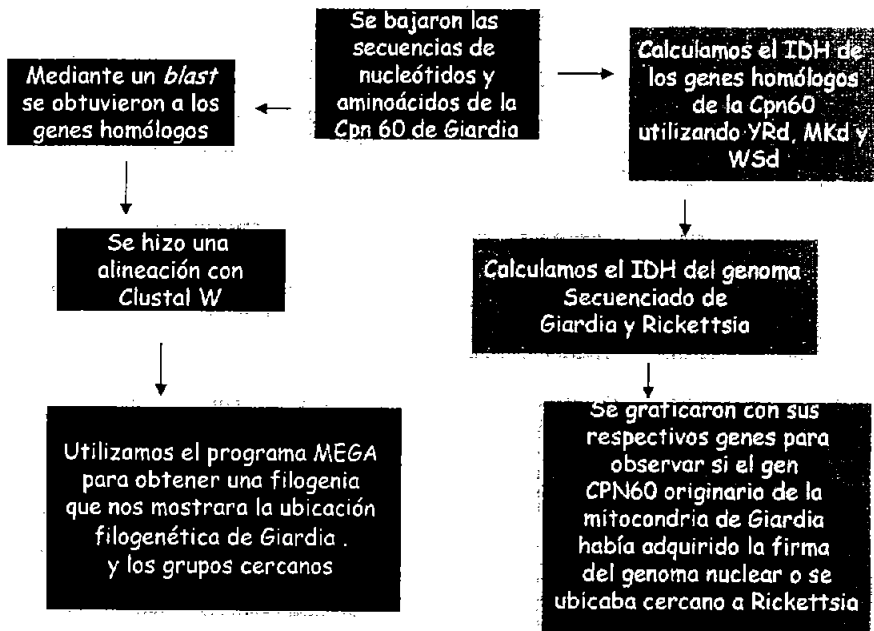 Se bajaron las
secuencias de
nucleótidos y
aminoácidos de la
Cpn 60 de Giardia
Mediante un blast
se obtuvieron a los
genes homólogos
Se hizo una
alineación con
Clustal W
Utilizamos el programa MEGA
para obtener una filogenia
que nos mostrara la ubicación
filogenética de Giardia .
y los grupos cercanos
Calculamos el IDH de
los genes homólogos
de la Cpn60
utilizando YRd, MKd y
WSd
Calculamos el IDH del genoma
Secuenciado de
Giardia y Rickettsia
Se graficaron con sus
respectivos genes para
observar si el gen
CPN60 originario de la
mitocondria de Giardia
había adquirido la firma
del genoma nuclear o se
ubicaba cercano a Rickettsia